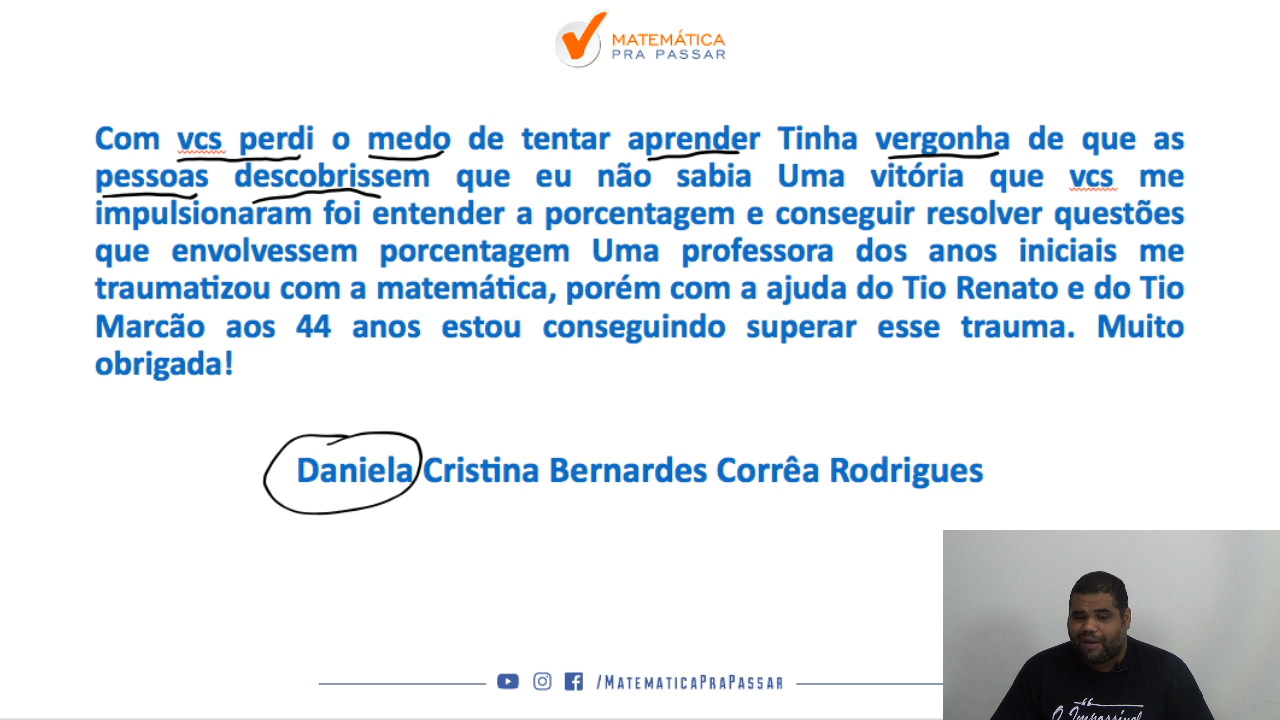 MATEMÁTICA
PRA PASSAR
Com vcs perdi o medo de tentar aprender Tinha vergonha de que as
pessoas descobrissem que eu não sabia Uma vitória que vcs me
impulsionaram foi entender a porcentagem e conseguir resolver questões
que envolvessem porcentagem Uma professora dos anos iniciais me
traumatizou com a matemática, porém com a ajuda do Tio Renato e do Tio
Marcão aos 44 anos estou conseguindo superar esse trauma. Muito
obrigada!
Daniela Cristina Bernardes Corrêa Rodrigues
/MATEMATICAPRAPASSAR
“
O Impossível